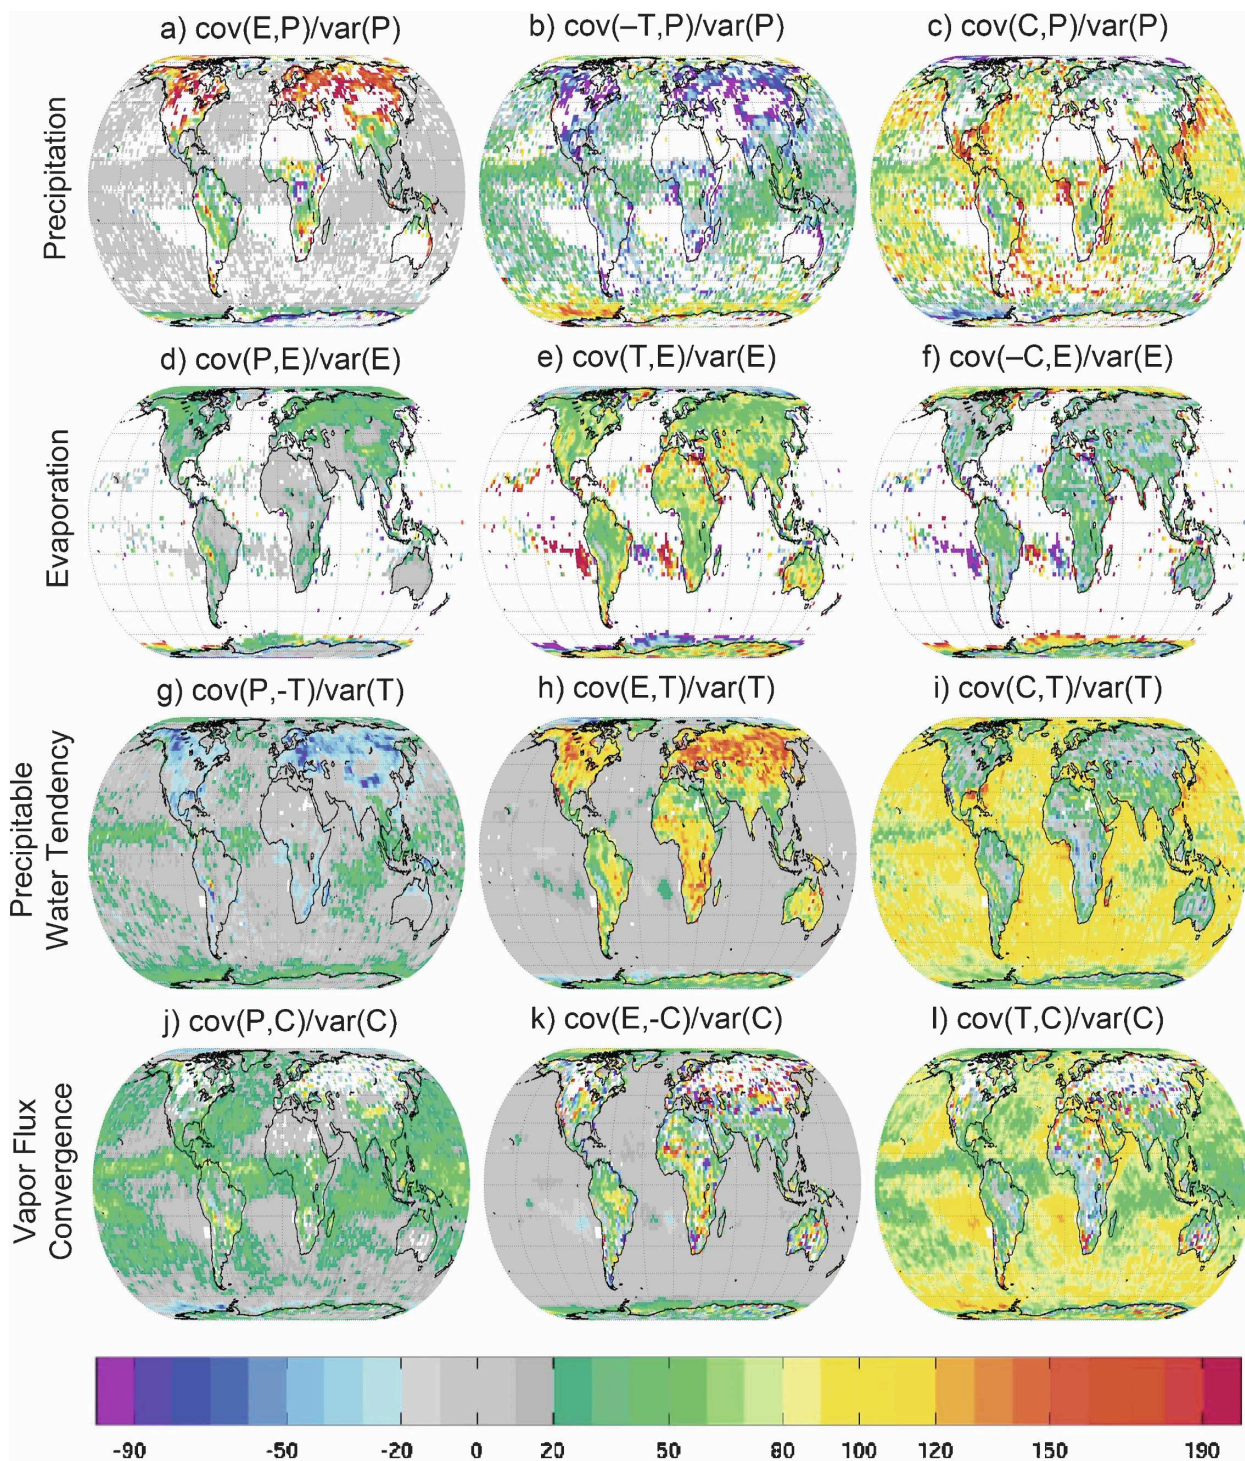 a) cov(E,P)/var(P)
b) cov(–T,P)/var(P)
c) cov(C,P)/var(P)
Precipitation
d) cov(P,E)/var(E)
e) cov(T,E)/var(E)
f) cov(–C,E)/var(E)
Evaporation
g) cov(P,-T)/var(T)
h) cov(E,T)/var(T)
i) cov(C,T)/var(T)
Precipitable
Water Tendency
j) cov(P,C)/var(C)
k) cov(E,-C)/var(C)
l) cov(T,C)/var(C)
Vapor Flux
Convergence
-90 -50 -20 0 20 50 80 100 120 150 190